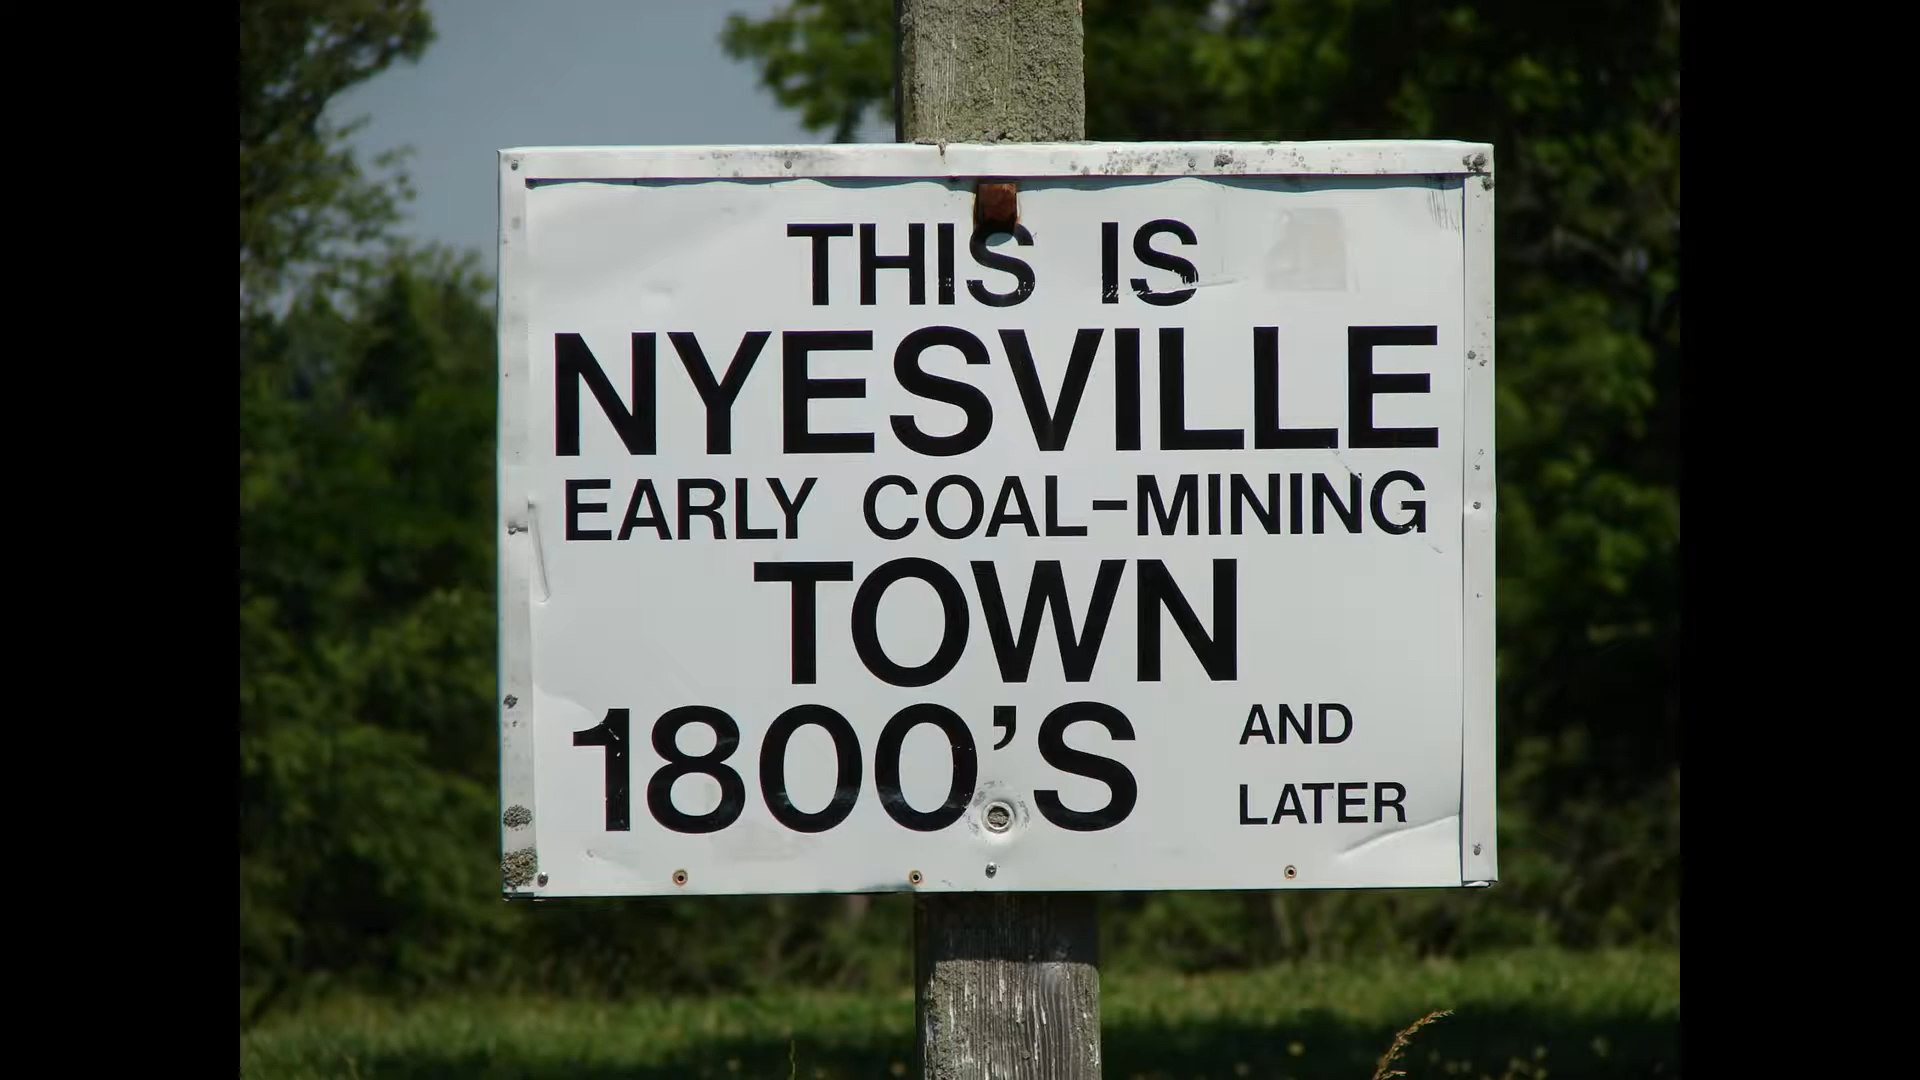 THIS IS
NYESVILLE
EARLY COAL-MINING
TOWN
1800'S AND
LATER